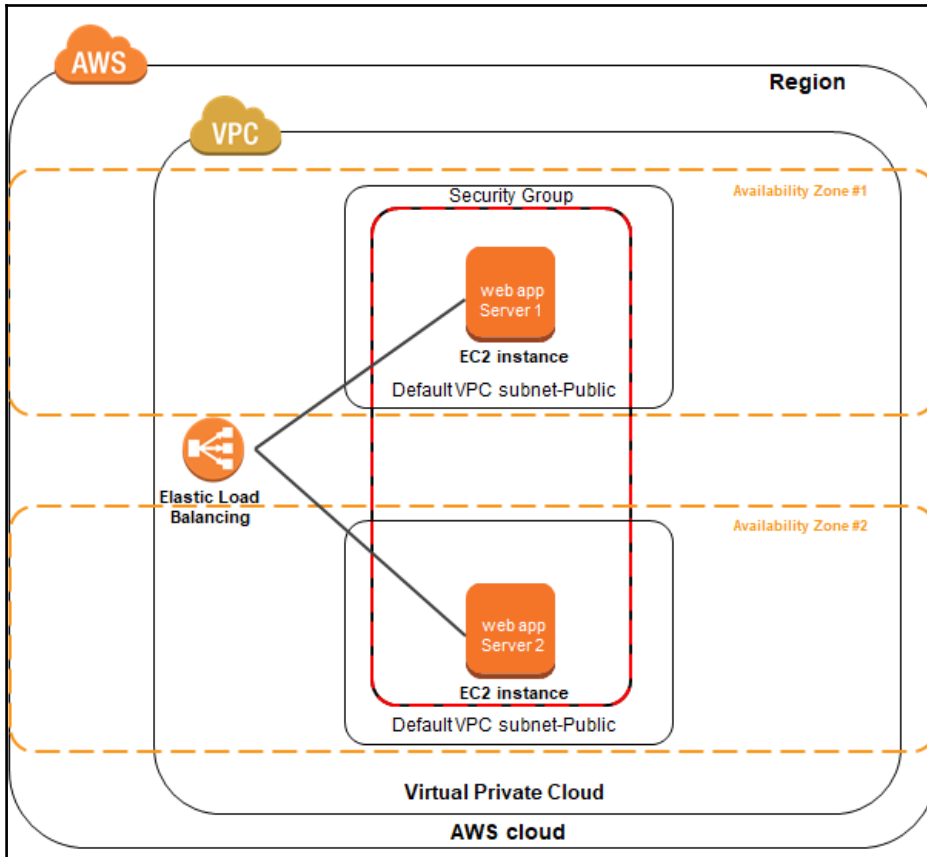 AWS
Region
VPC
Availability Zone #1
Security Group
web app
Server 1
EC2 instance
Default VPC subnet-Public
Elastic Load
Balancing
Availability Zone #2
web app
Server 2
EC2 instance
Default VPC subnet-Public
Virtual Private Cloud
AWS cloud